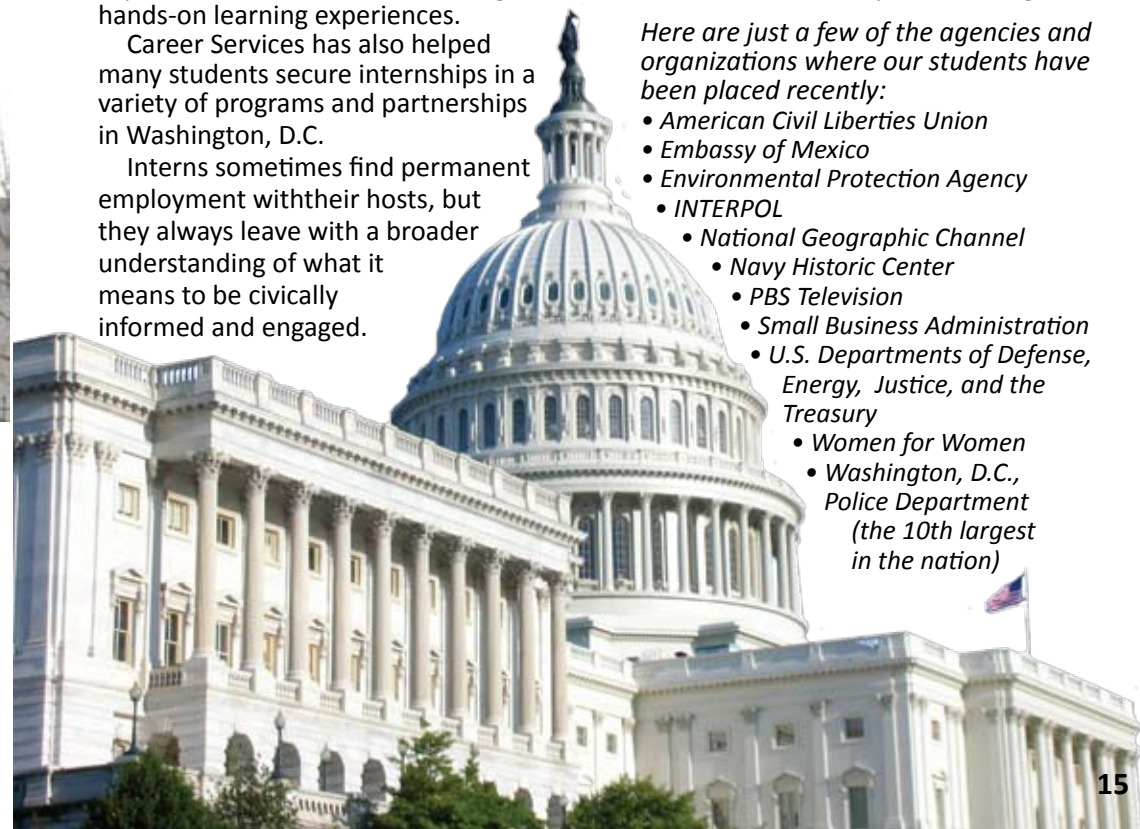 hands-on learning experiences.
Career Services has also helped
many students secure internships in a
variety of programs and partnerships
in Washington, D.C.
Interns sometimes find permanent
employment withtheir hosts, but
they always leave with a broader
understanding of what it
means to be civically
informed and engaged.
Here are just a few of the agencies and
organizations where our students have
been placed recently:
• American Civil Liberties Union
• Embassy of Mexico
• Environmental Protection Agency
• INTERPOL
• National Geographic Channel
• Navy Historic Center
• PBS Television
• Small Business Administration
• U.S. Departments of Defense,
Energy, Justice, and the
Treasury
• Women for Women
• Washington, D.C.,
Police Department
(the 10th largest
in the nation)
15